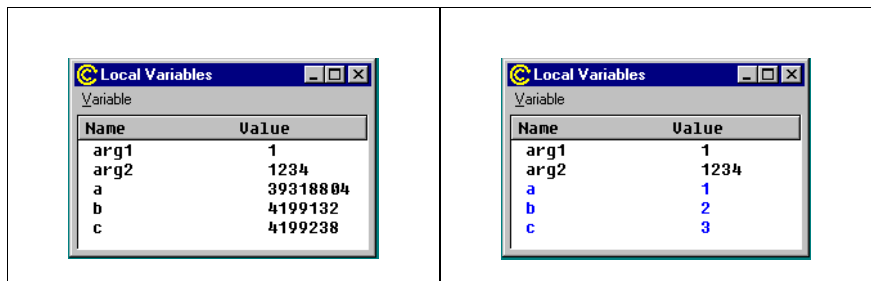 Local Variables
Variable
Name Value
arg1 1
arg2 1234
a 39318804
b 4199132
c 4199238
Local Variables
Variable
Name Value
arg1 1
arg2 1234
a 1
b 2
c 3